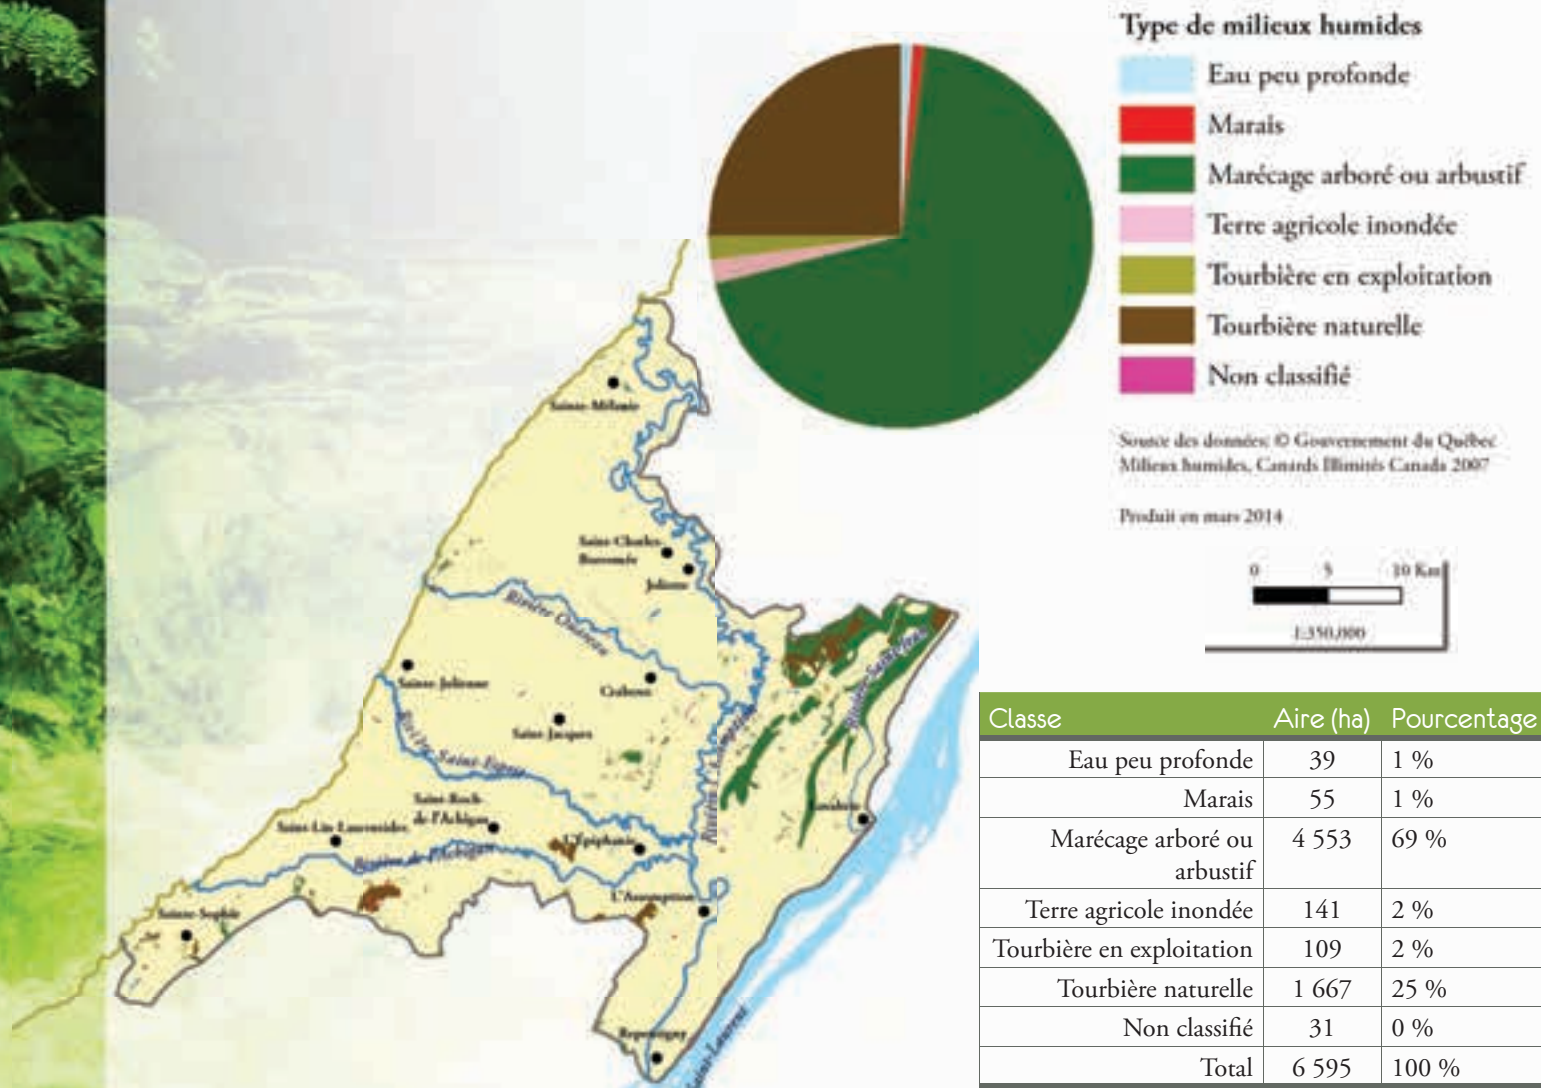 Type de milieux humides
Eau peu profonde
Marais
Marécage arboré ou arbustif
Terre agricole inondée
Tourbière en exploitation
Tourbière naturelle
Non classifié
Source des données: © Gouvernement du Québec
Milieux humides, Canards Illimités Canada 2007
Produit en mars 2014
0 5 10 Km
1:350,000
Sainte-Mélanie
Saint-Charles-
Borromée
Joliette
Rivière Ouareau
Rivière Saint-Jean
Sainte-Julienne
Crabtree
Saint-Jacques
Rivière Saint-Esprit
Rivière L'Assomption
Saint-Roch-
de-l'Achigan
Lavaltrie
Saint-Lin-Laurentides
L'Épiphanie
Rivière de l'Achigan
L'Assomption
Sainte-Sophie
Repentigny
Saint-Laurent
Classe Aire (ha) Pourcentage
Eau peu profonde 39 1 %
Marais 55 1 %
Marécage arboré ou 4 553 69 %
arbustif
Terre agricole inondée 141 2 %
Tourbière en exploitation 109 2 %
Tourbière naturelle 1 667 25 %
Non classifié 31 0 %
Total 6 595 100 %